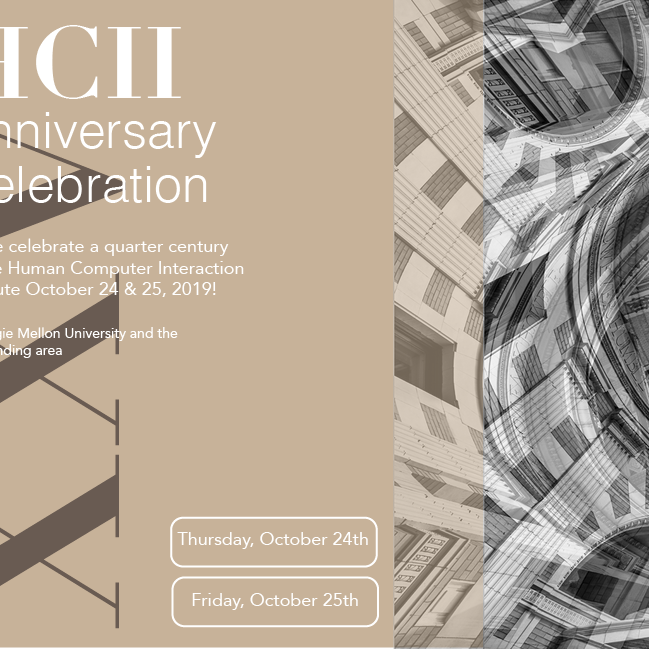 HCII
nniversary
elebration
e celebrate a quarter century
e Human Computer Interaction
ute October 24 & 25, 2019!
gie Mellon University and the
nding area
Thursday, October 24th
Friday, October 25th